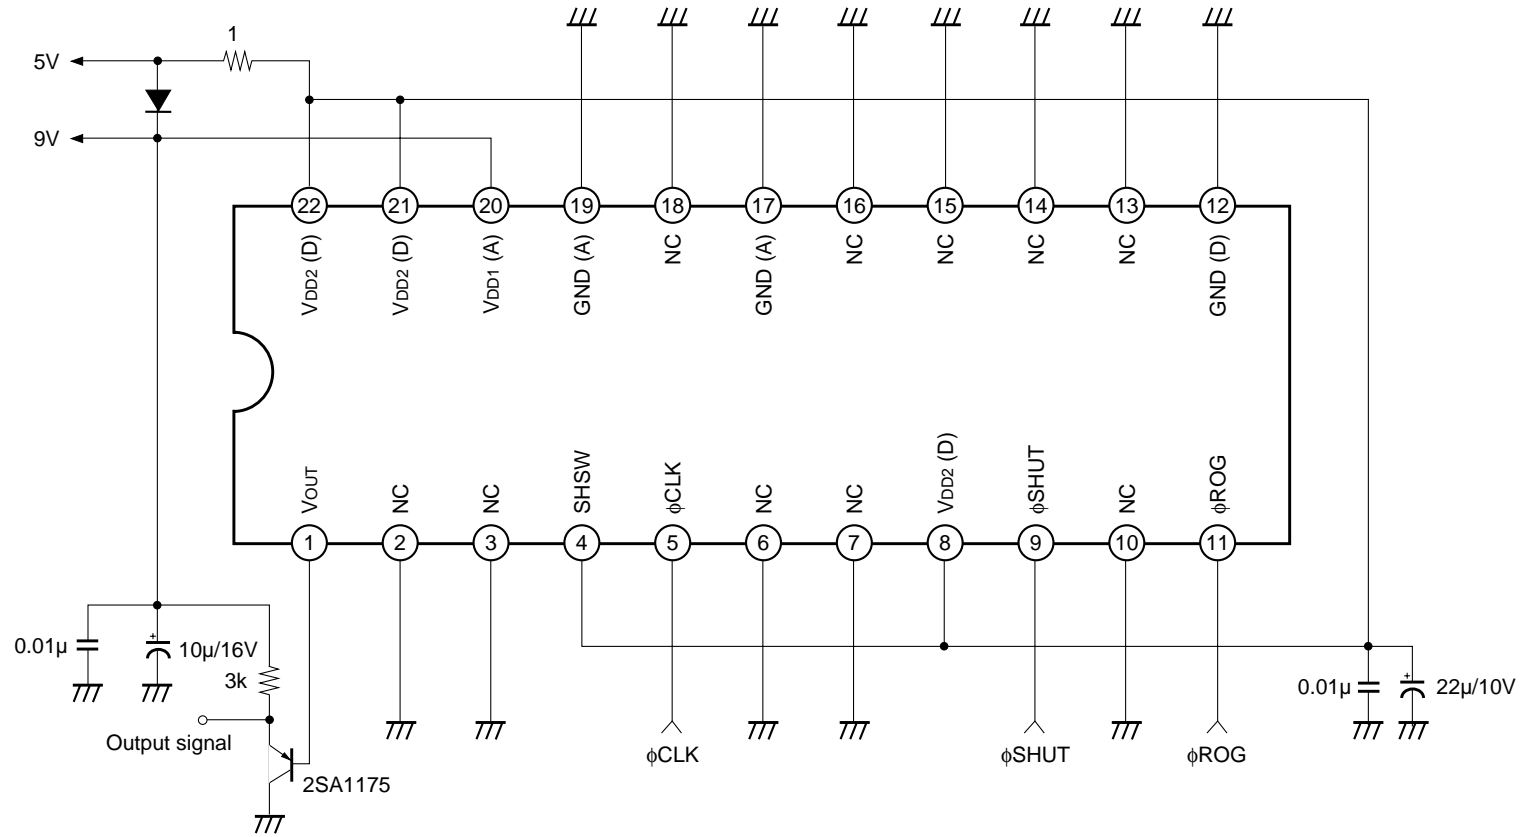 1
5V
9V
22
21
20
19
18
17
16
15
14
13
12
VDD2 (D)
VDD2 (D)
VDD1 (A)
GND (A)
NC
GND (A)
NC
NC
NC
NC
GND (D)
VOUT
NC
NC
SHSW
ϕCLK
NC
NC
VDD2 (D)
ϕSHUT
NC
ϕROG
1
2
3
4
5
6
7
8
9
10
11
0.01μ
+
10μ/16V
3k
Output signal
2SA1175
ϕCLK
ϕSHUT
ϕROG
0.01μ
+
22μ/10V